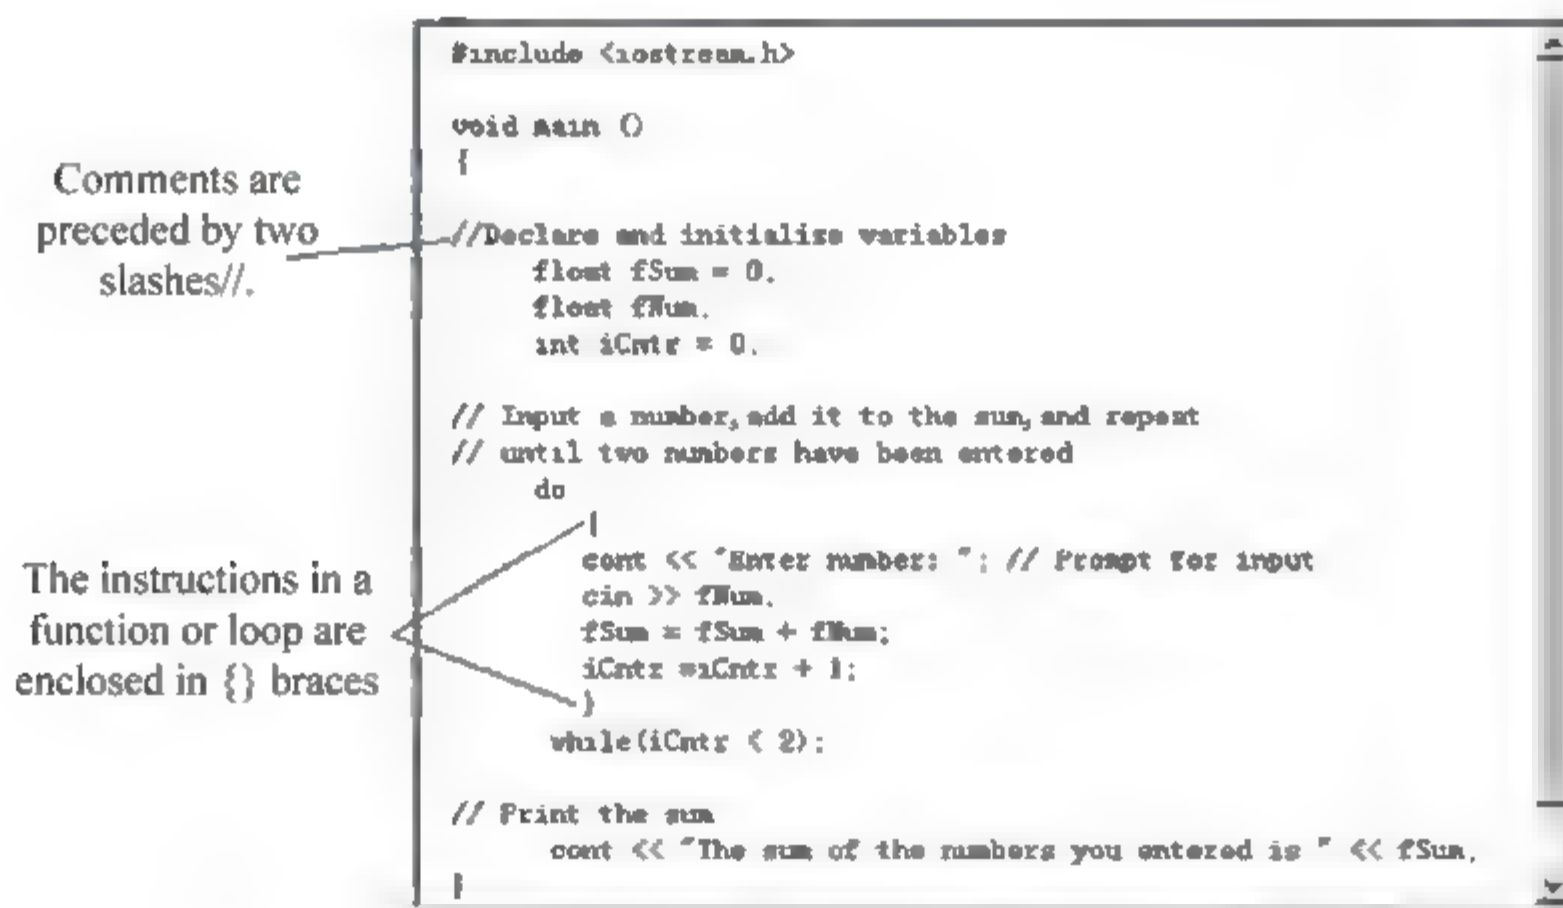 #include <iostream.h>
void main ()
{
Comments are
preceded by two
slashes//.
//Declare and initialise variables
float fSum = 0.
float fNum.
int iCntr = 0.
// Input a number, add it to the sum, and repeat
// until two numbers have been entered
do
{
The instructions in a
function or loop are
enclosed in {} braces
cont << "Enter number: "; // Prompt for input
cin >> fNum.
fSum = fSum + fNum;
iCntr =iCntr + 1;
}
while(iCntr < 2);
// Print the sum
cont << "The sum of the numbers you entered is " << fSum,
}